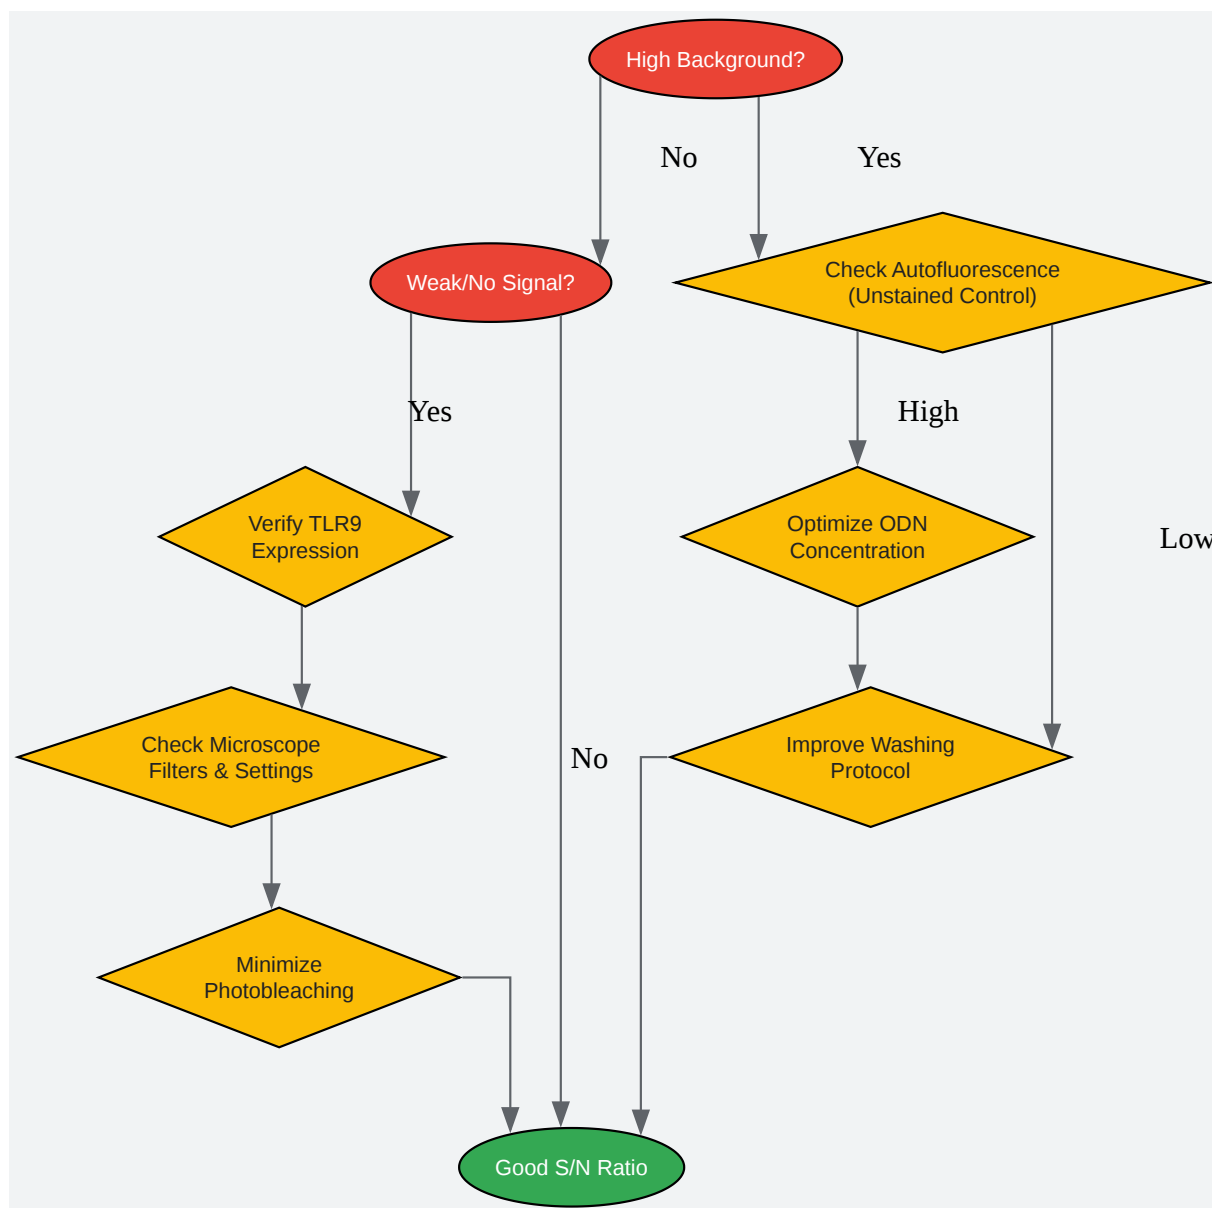 High Background?
No
Yes
Weak/No Signal?
Check Autofluorescence
(Unstained Control)
Yes
High
Verify TLR9
Expression
Optimize ODN
Concentration
Low
Check Microscope
Filters & Settings
No
Improve Washing
Protocol
Minimize
Photobleaching
Good S/N Ratio